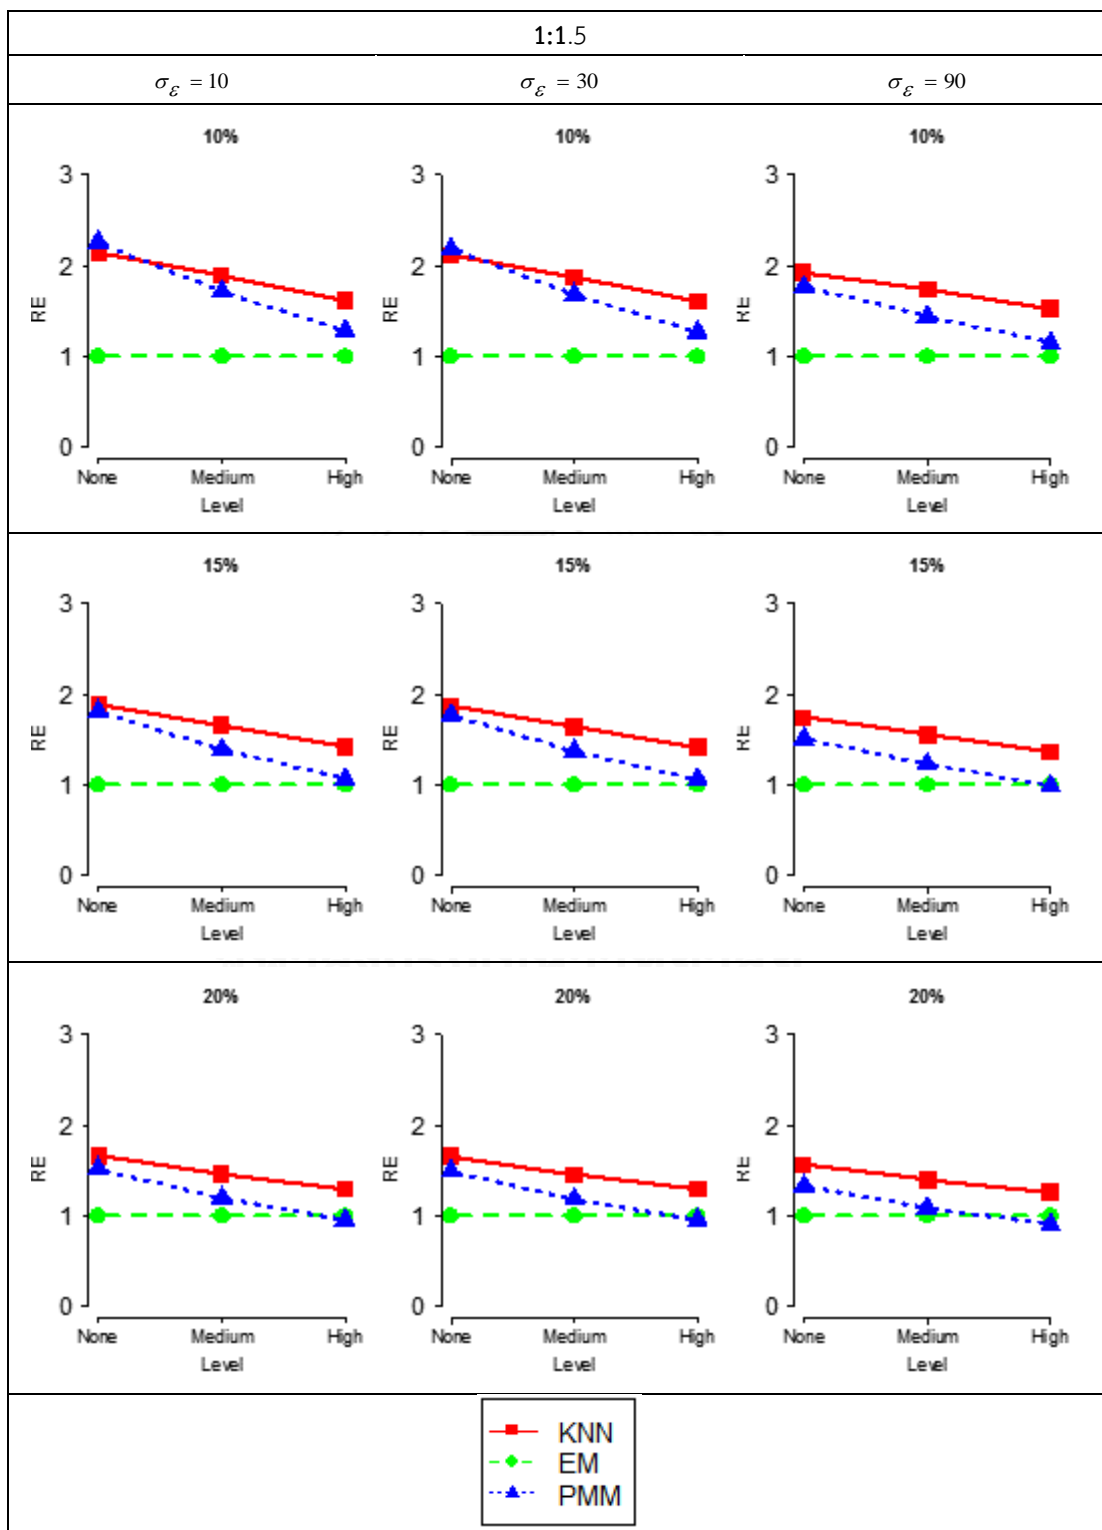 1:1.5
σε = 10 σε = 30 σε = 90
10% 10% 10%
3 3 3
2 2 2
RE RE RE
1 1 1
0 0 0
None Medium High None Medium High None Medium High
Level Level Level
15% 15% 15%
3 3 3
2 2 2
RE RE RE
1 1 1
0 0 0
None Medium High None Medium High None Medium High
Level Level Level
20% 20% 20%
3 3 3
2 2 2
RE RE RE
1 1 1
0 0 0
None Medium High None Medium High None Medium High
Level Level Level
KNN
EM
PMM